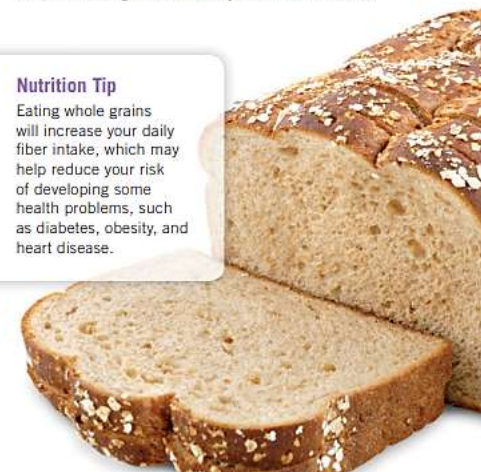 Nutrition Tip
Eating whole grains
will increase your daily
fiber intake, which may
help reduce your risk
of developing some
health problems, such
as diabetes, obesity, and
heart disease.